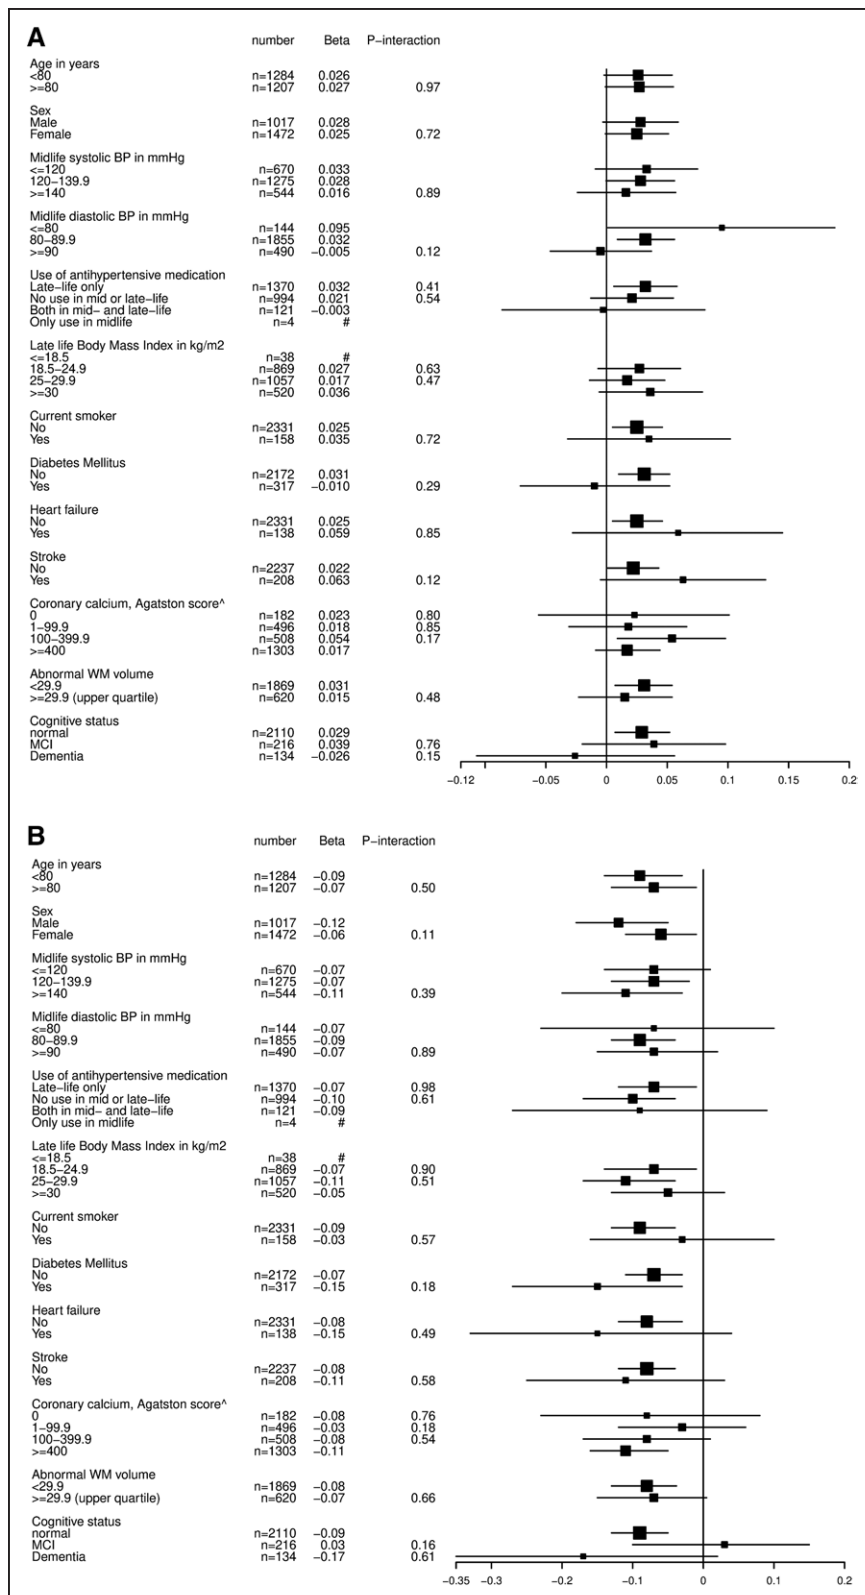 A
number Beta P−interaction
Age in years
<80 n=1284 0.026
>=80 n=1207 0.027 0.97
Sex
Male n=1017 0.028
Female n=1472 0.025 0.72
Midlife systolic BP in mmHg
<=120 n=670 0.033
120−139.9 n=1275 0.028
>=140 n=544 0.016 0.89
Midlife diastolic BP in mmHg
<=80 n=144 0.095
80−89.9 n=1855 0.032
>=90 n=490 −0.005 0.12
Use of antihypertensive medication
Late−life only n=1370 0.032 0.41
No use in mid or late−life n=994 0.021 0.54
Both in mid− and late−life n=121 −0.003
Only use in midlife n=4 #
Late life Body Mass Index in kg/m2
<=18.5 n=38 #
18.5−24.9 n=869 0.027 0.63
25−29.9 n=1057 0.017 0.47
>=30 n=520 0.036
Current smoker
No n=2331 0.025
Yes n=158 0.035 0.72
Diabetes Mellitus
No n=2172 0.031
Yes n=317 −0.010 0.29
Heart failure
No n=2331 0.025
Yes n=138 0.059 0.85
Stroke
No n=2237 0.022
Yes n=208 0.063 0.12
Coronary calcium, Agatston score^
0 n=182 0.023 0.80
1−99.9 n=496 0.018 0.85
100−399.9 n=508 0.054 0.17
>=400 n=1303 0.017
Abnormal WM volume
<29.9 n=1869 0.031
>=29.9 (upper quartile) n=620 0.015 0.48
Cognitive status
normal n=2110 0.029
MCI n=216 0.039 0.76
Dementia n=134 −0.026 0.15
−0.12 −0.05 0 0.05 0.1 0.15 0.2
B
number Beta P−interaction
Age in years
<80 n=1284 −0.09
>=80 n=1207 −0.07 0.50
Sex
Male n=1017 −0.12
Female n=1472 −0.06 0.11
Midlife systolic BP in mmHg
<=120 n=670 −0.07
120−139.9 n=1275 −0.07
>=140 n=544 −0.11 0.39
Midlife diastolic BP in mmHg
<=80 n=144 −0.07
80−89.9 n=1855 −0.09
>=90 n=490 −0.07 0.89
Use of antihypertensive medication
Late−life only n=1370 −0.07 0.98
No use in mid or late−life n=994 −0.10 0.61
Both in mid− and late−life n=121 −0.09
Only use in midlife n=4 #
Late life Body Mass Index in kg/m2
<=18.5 n=38 #
18.5−24.9 n=869 −0.07 0.90
25−29.9 n=1057 −0.11 0.51
>=30 n=520 −0.05
Current smoker
No n=2331 −0.09
Yes n=158 −0.03 0.57
Diabetes Mellitus
No n=2172 −0.07
Yes n=317 −0.15 0.18
Heart failure
No n=2331 −0.08
Yes n=138 −0.15 0.49
Stroke
No n=2237 −0.08
Yes n=208 −0.11 0.58
Coronary calcium, Agatston score^
0 n=182 −0.08 0.76
1−99.9 n=496 −0.03 0.18
100−399.9 n=508 −0.08 0.54
>=400 n=1303 −0.11
Abnormal WM volume
<29.9 n=1869 −0.08
>=29.9 (upper quartile) n=620 −0.07 0.66
Cognitive status
normal n=2110 −0.09
MCI n=216 0.03 0.16
Dementia n=134 −0.17 0.61
−0.35 −0.3 −0.2 −0.1 0 0.1 0.2